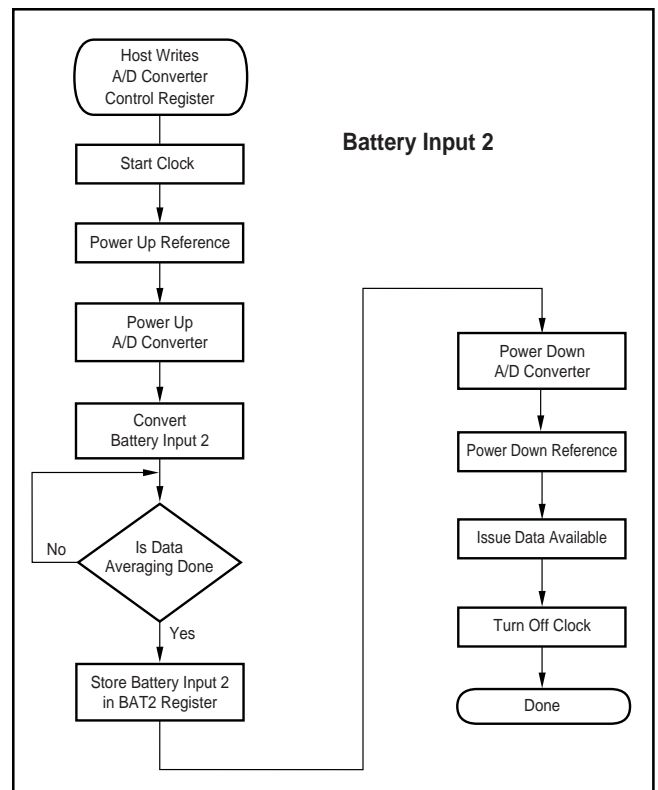 Host Writes
A/D Converter
Control Register
Battery Input 2
Start Clock
Power Up Reference
Power Up
A/D Converter
Convert
Battery Input 2
No
Is Data
Averaging Done
Yes
Store Battery Input 2
in BAT2 Register
Power Down
A/D Converter
Power Down Reference
Issue Data Available
Turn Off Clock
Done